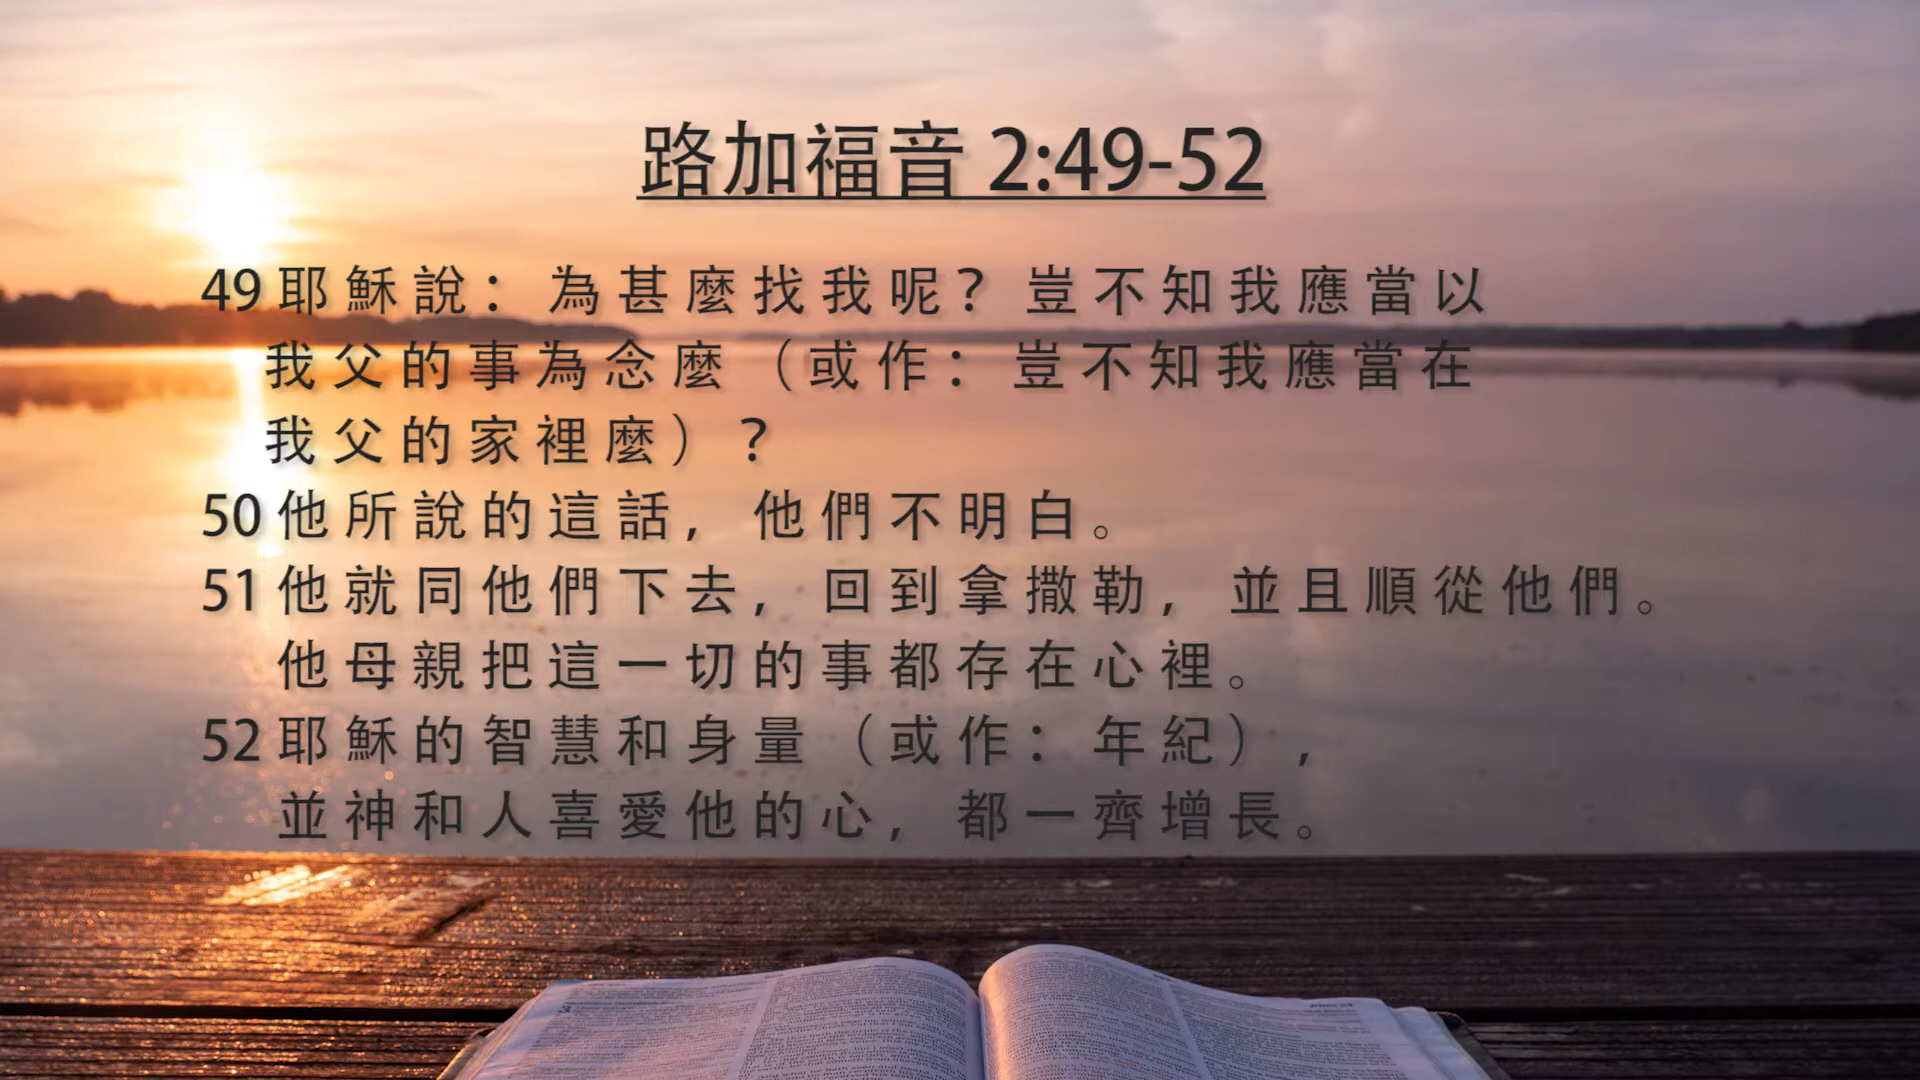 路加福音 2:49-52
49 耶穌說：為甚麼找我呢？豈不知我應當以
我父的事為念麼（或作：豈不知我應當在
我父的家裡麼）？
50 他所說的這話，他們不明白。
51 他就同他們下去，回到拿撒勒，並且順從他們。
他母親把這一切的事都存在心裡。
52 耶穌的智慧和身量（或作：年紀），
並神和人喜愛他的心，都一齊增長。